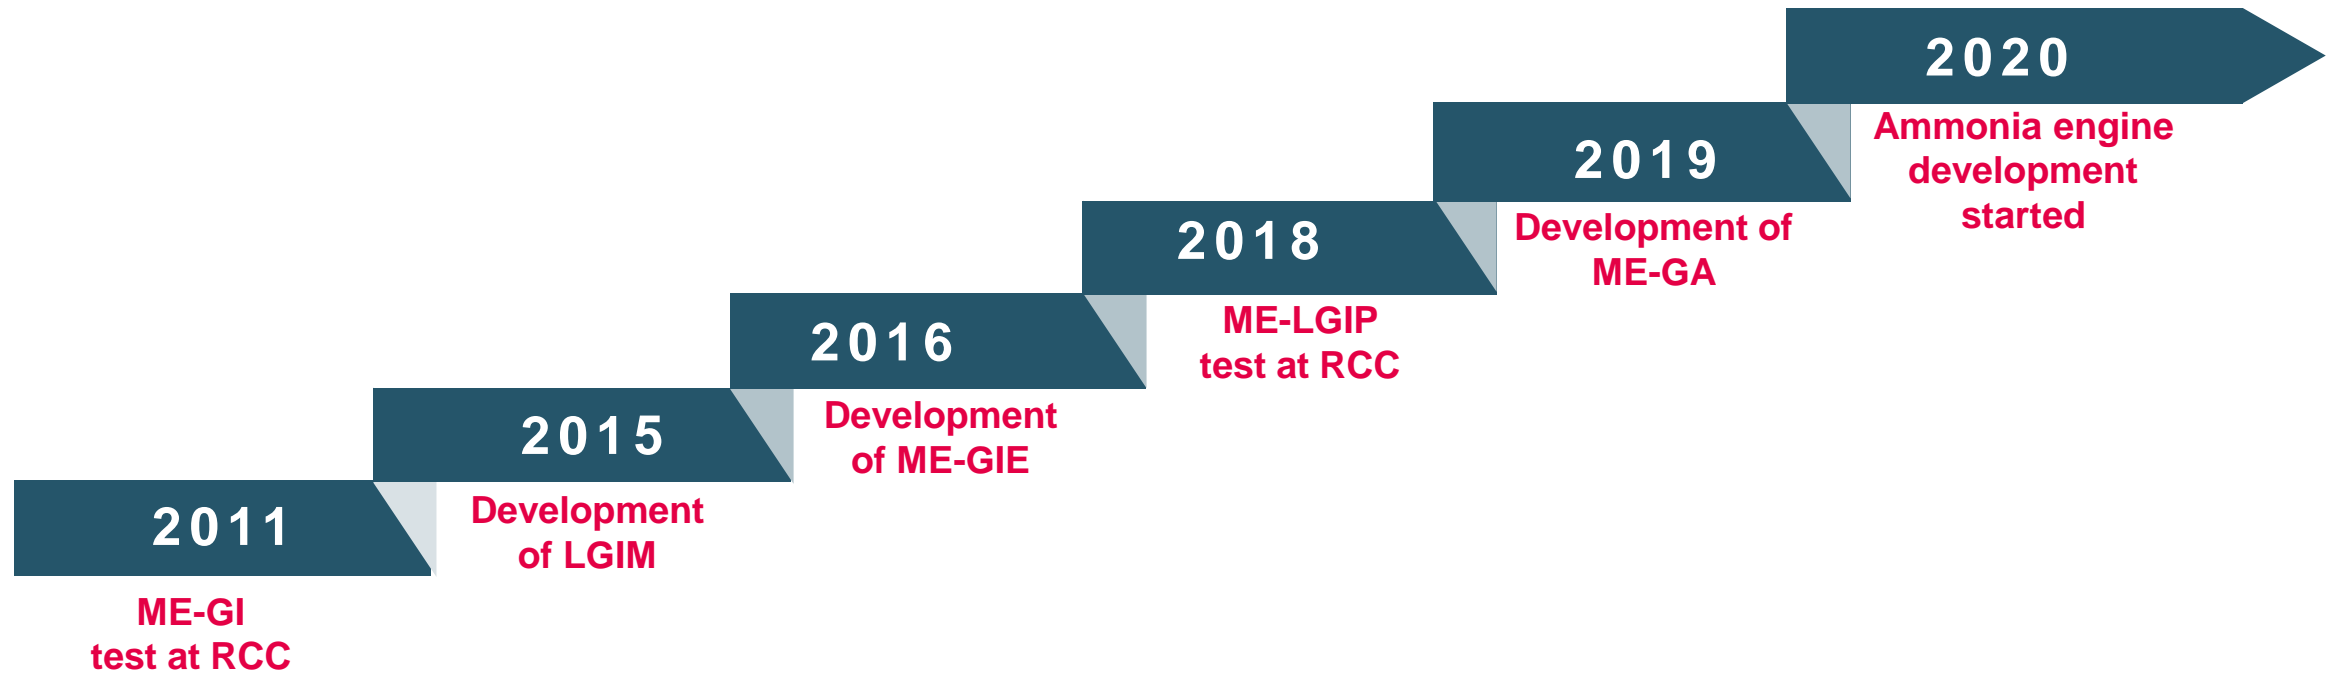 2011
ME-GI
test at RCC
2015
Development
of LGIM
2016
Development
of ME-GIE
2018
ME-LGIP
test at RCC
2019
Development of
ME-GA
2020
Ammonia engine
development
started